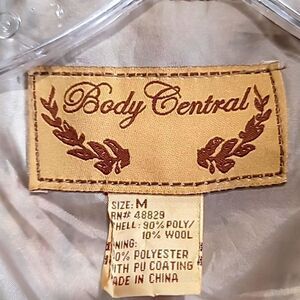 Body Central
SIZE: M
RN# 48829
HELL: 90% POLY/
10% WOOL
NING:
0% POLYESTER
ITH PU COATING
ADE IN CHINA